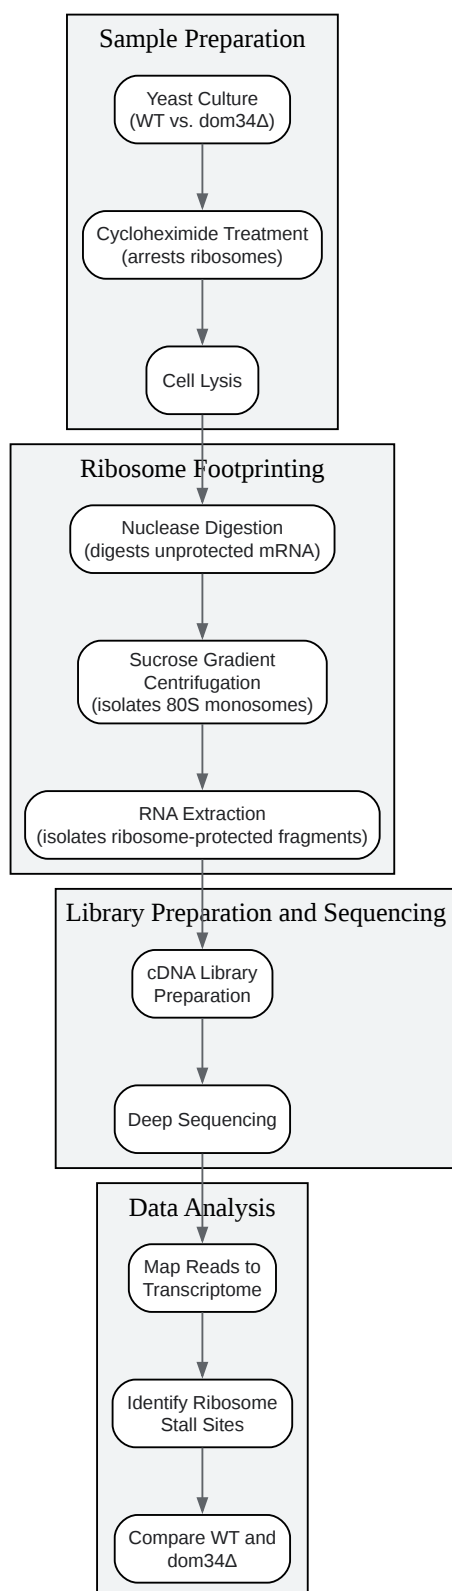 Sample Preparation
Yeast Culture
(WT vs. dom34Δ)
Cycloheximide Treatment
(arrests ribosomes)
Cell Lysis
Ribosome Footprinting
Nuclease Digestion
(digests unprotected mRNA)
Sucrose Gradient
Centrifugation
(isolates 80S monosomes)
RNA Extraction
(isolates ribosome-protected fragments)
Library Preparation and Sequencing
cDNA Library
Preparation
Deep Sequencing
Data Analysis
Map Reads to
Transcriptome
Identify Ribosome
Stall Sites
Compare WT and
dom34Δ